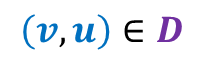 (v, u) ∈ D